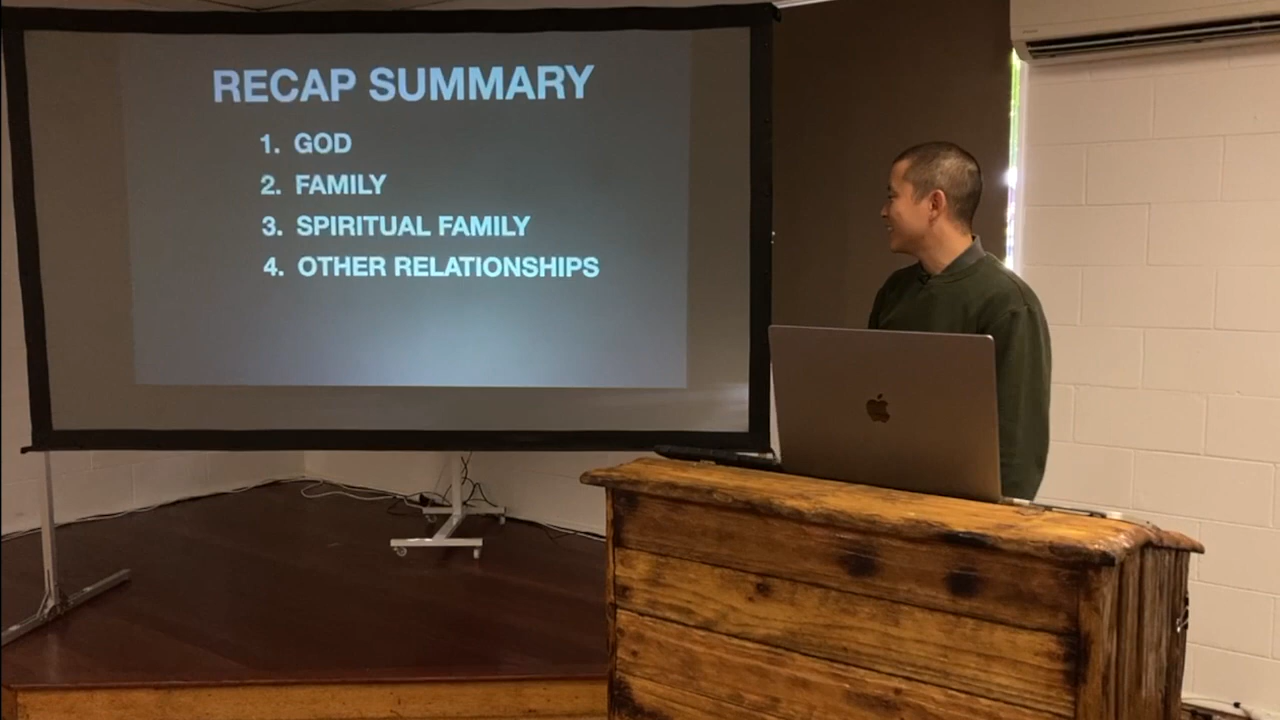 RECAP SUMMARY
1. GOD
2. FAMILY
3. SPIRITUAL FAMILY
4. OTHER RELATIONSHIPS